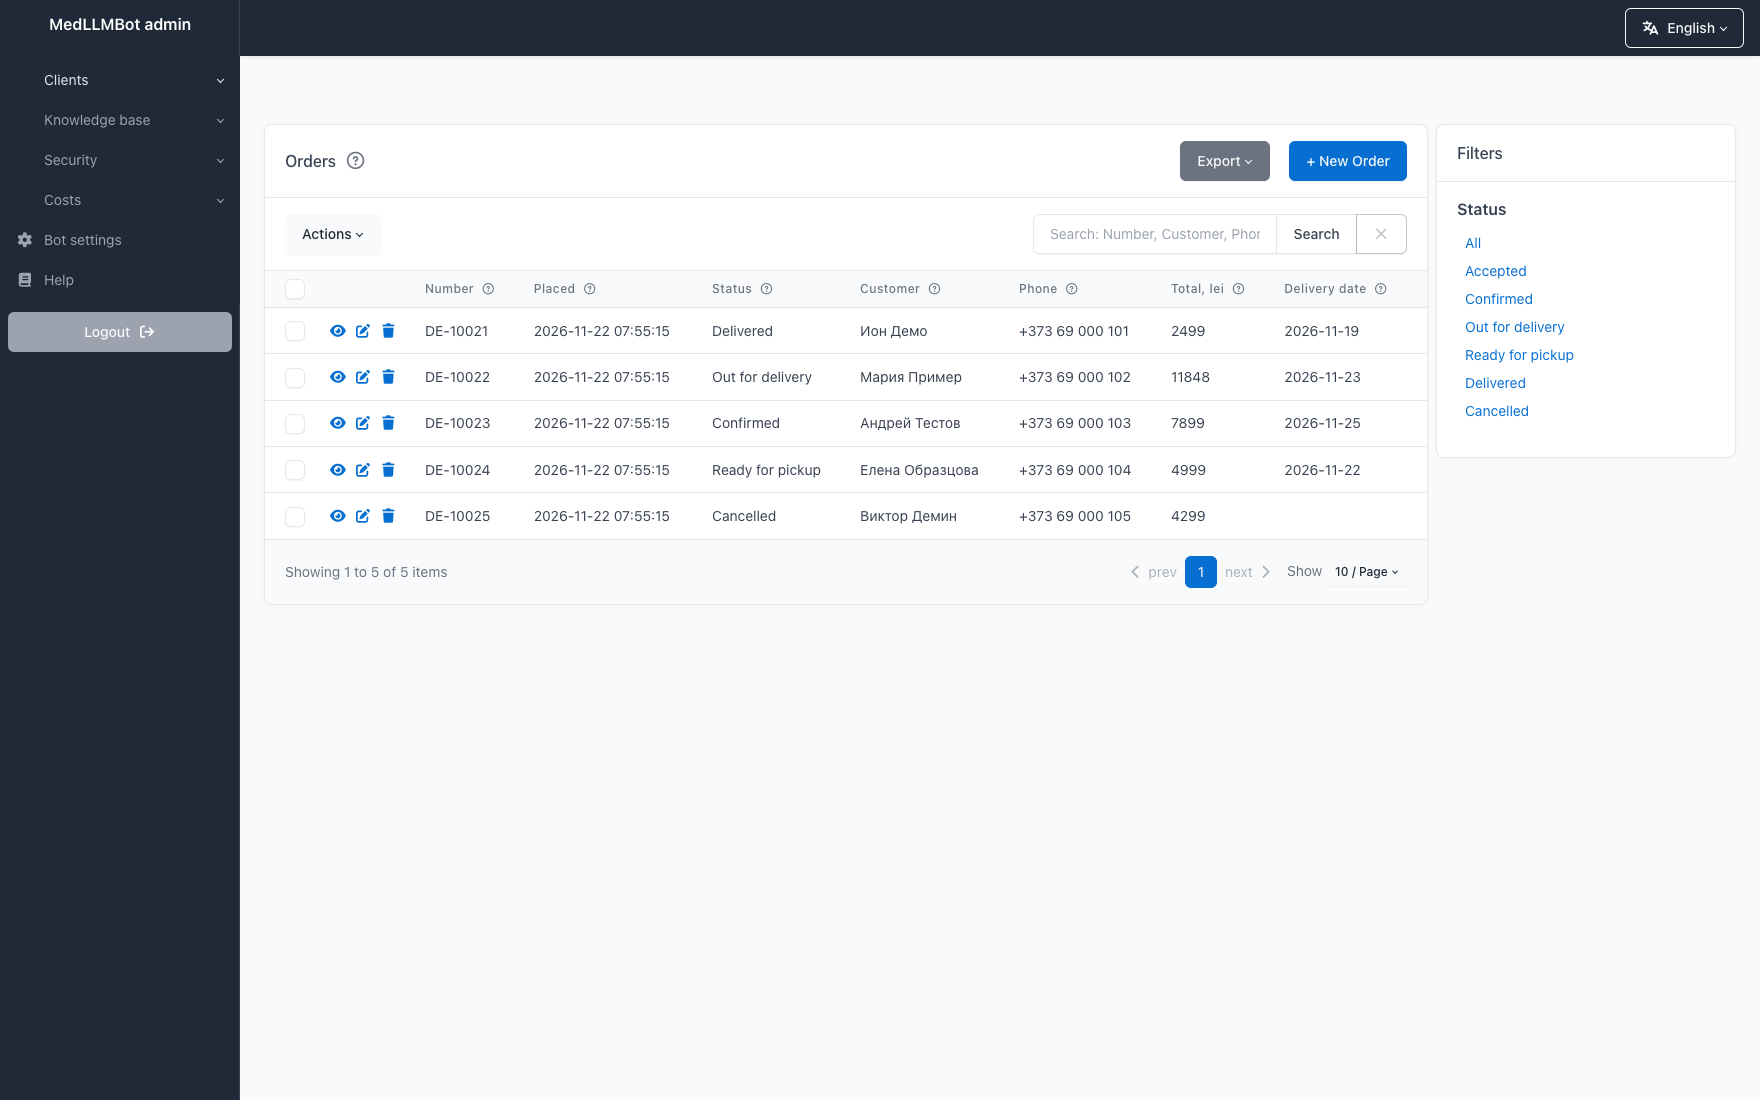 MedLLMBot admin
English
Clients
Knowledge base
Security
Costs
Bot settings
Help
Logout
Orders
Export
+ New Order
Actions
Search: Number, Customer, Phor
Search
Number Placed Status Customer Phone Total, lei Delivery date
DE-10021 2026-11-22 07:55:15 Delivered Ион Демо +373 69 000 101 2499 2026-11-19
DE-10022 2026-11-22 07:55:15 Out for delivery Мария Пример +373 69 000 102 11848 2026-11-23
DE-10023 2026-11-22 07:55:15 Confirmed Андрей Тестов +373 69 000 103 7899 2026-11-25
DE-10024 2026-11-22 07:55:15 Ready for pickup Елена Образцова +373 69 000 104 4999 2026-11-22
DE-10025 2026-11-22 07:55:15 Cancelled Виктор Демин +373 69 000 105 4299
Showing 1 to 5 of 5 items
prev 1 next Show 10 / Page
Filters
Status
All
Accepted
Confirmed
Out for delivery
Ready for pickup
Delivered
Cancelled